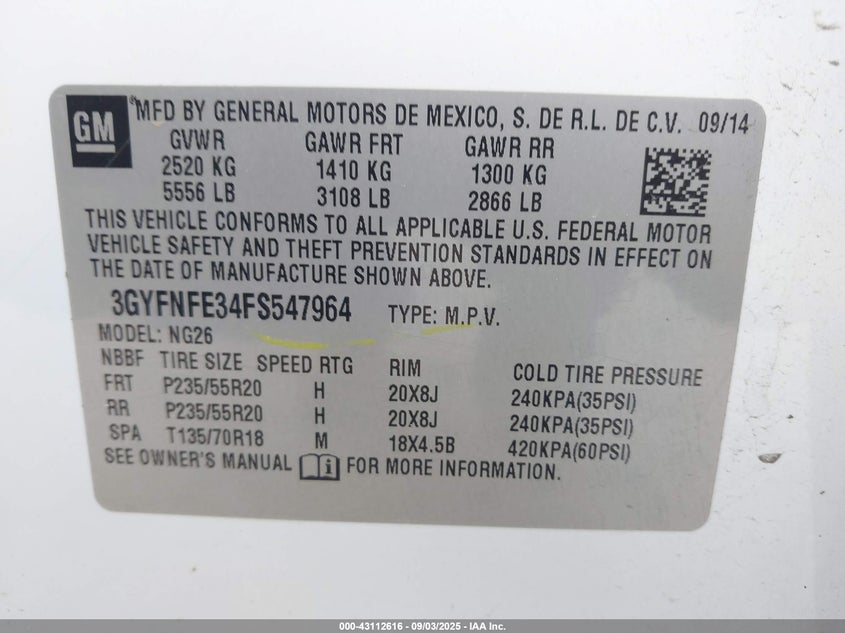 GM
® MFD BY GENERAL MOTORS DE MEXICO, S. DE R.L. DE C.V. 09/14
GVWR GAWR FRT GAWR RR
2520 KG 1410 KG 1300 KG
5556 LB 3108 LB 2866 LB
THIS VEHICLE CONFORMS TO ALL APPLICABLE U.S. FEDERAL MOTOR
VEHICLE SAFETY AND THEFT PREVENTION STANDARDS IN EFFECT ON
THE DATE OF MANUFACTURE SHOWN ABOVE.
3GYFNFE34FS547964 TYPE: M.P.V.
MODEL: NG26
NBBF TIRE SIZE SPEED RTG RIM COLD TIRE PRESSURE
FRT P235/55R20 H 20X8J 240KPA(35PSI)
RR P235/55R20 H 20X8J 240KPA(35PSI)
SPA T135/70R18 M 18X4.5B 420KPA(60PSI)
SEE OWNER'S MANUAL i FOR MORE INFORMATION.
000-43112616 - 09/03/2025 - IAA Inc.